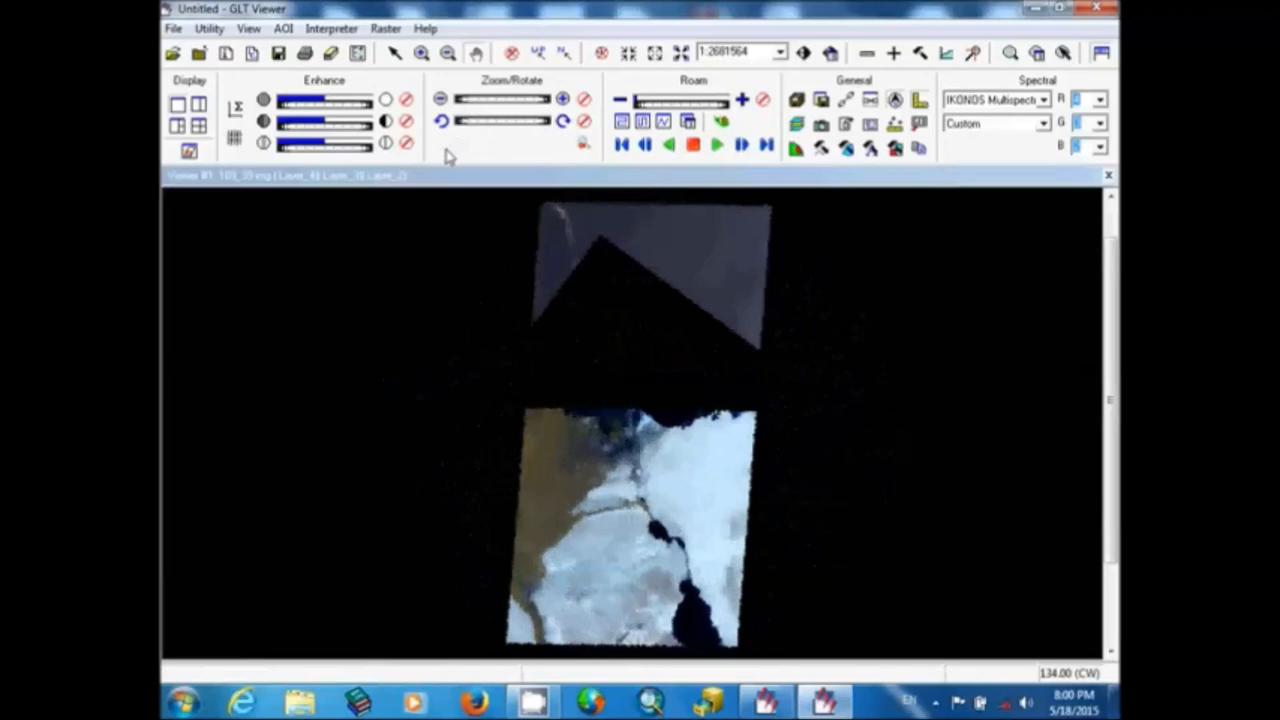 Untitled - GLT Viewer
File Utility View AOI Interpreter Raster Help
1:2681564
Display Enhance Zoom/Rotate Roam General Spectral
IKONOS Multispect R
Custom G
B
134.00 (CW)
EN
8:00 PM
5/18/2015